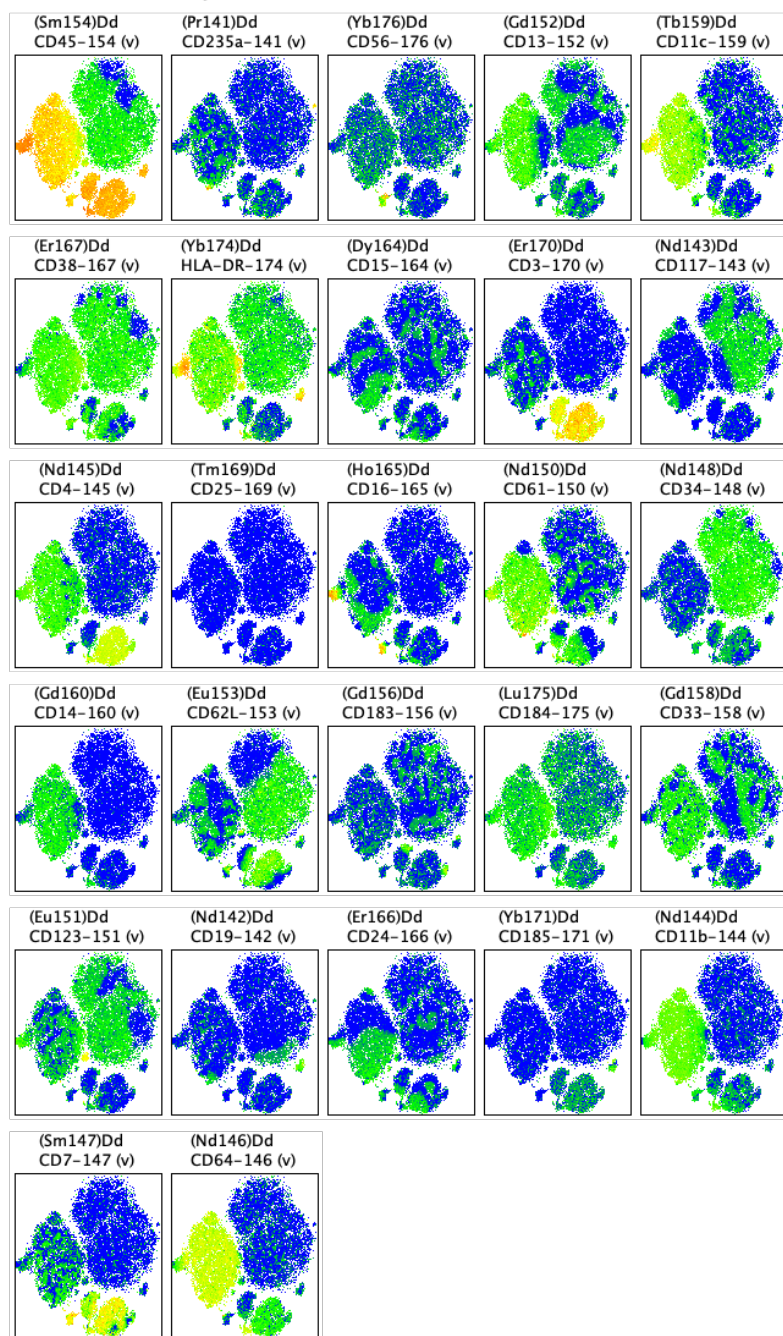 (Sm154)Dd
CD45-154 (v)
(Pr141)Dd
CD235a-141 (v)
(Yb176)Dd
CD56-176 (v)
(Gd152)Dd
CD13-152 (v)
(Tb159)Dd
CD11c-159 (v)
(Er167)Dd
CD38-167 (v)
(Yb174)Dd
HLA-DR-174 (v)
(Dy164)Dd
CD15-164 (v)
(Er170)Dd
CD3-170 (v)
(Nd143)Dd
CD117-143 (v)
(Nd145)Dd
CD4-145 (v)
(Tm169)Dd
CD25-169 (v)
(Ho165)Dd
CD16-165 (v)
(Nd150)Dd
CD61-150 (v)
(Nd148)Dd
CD34-148 (v)
(Gd160)Dd
CD14-160 (v)
(Eu153)Dd
CD62L-153 (v)
(Gd156)Dd
CD183-156 (v)
(Lu175)Dd
CD184-175 (v)
(Gd158)Dd
CD33-158 (v)
(Eu151)Dd
CD123-151 (v)
(Nd142)Dd
CD19-142 (v)
(Er166)Dd
CD24-166 (v)
(Yb171)Dd
CD185-171 (v)
(Nd144)Dd
CD11b-144 (v)
(Sm147)Dd
CD7-147 (v)
(Nd146)Dd
CD64-146 (v)